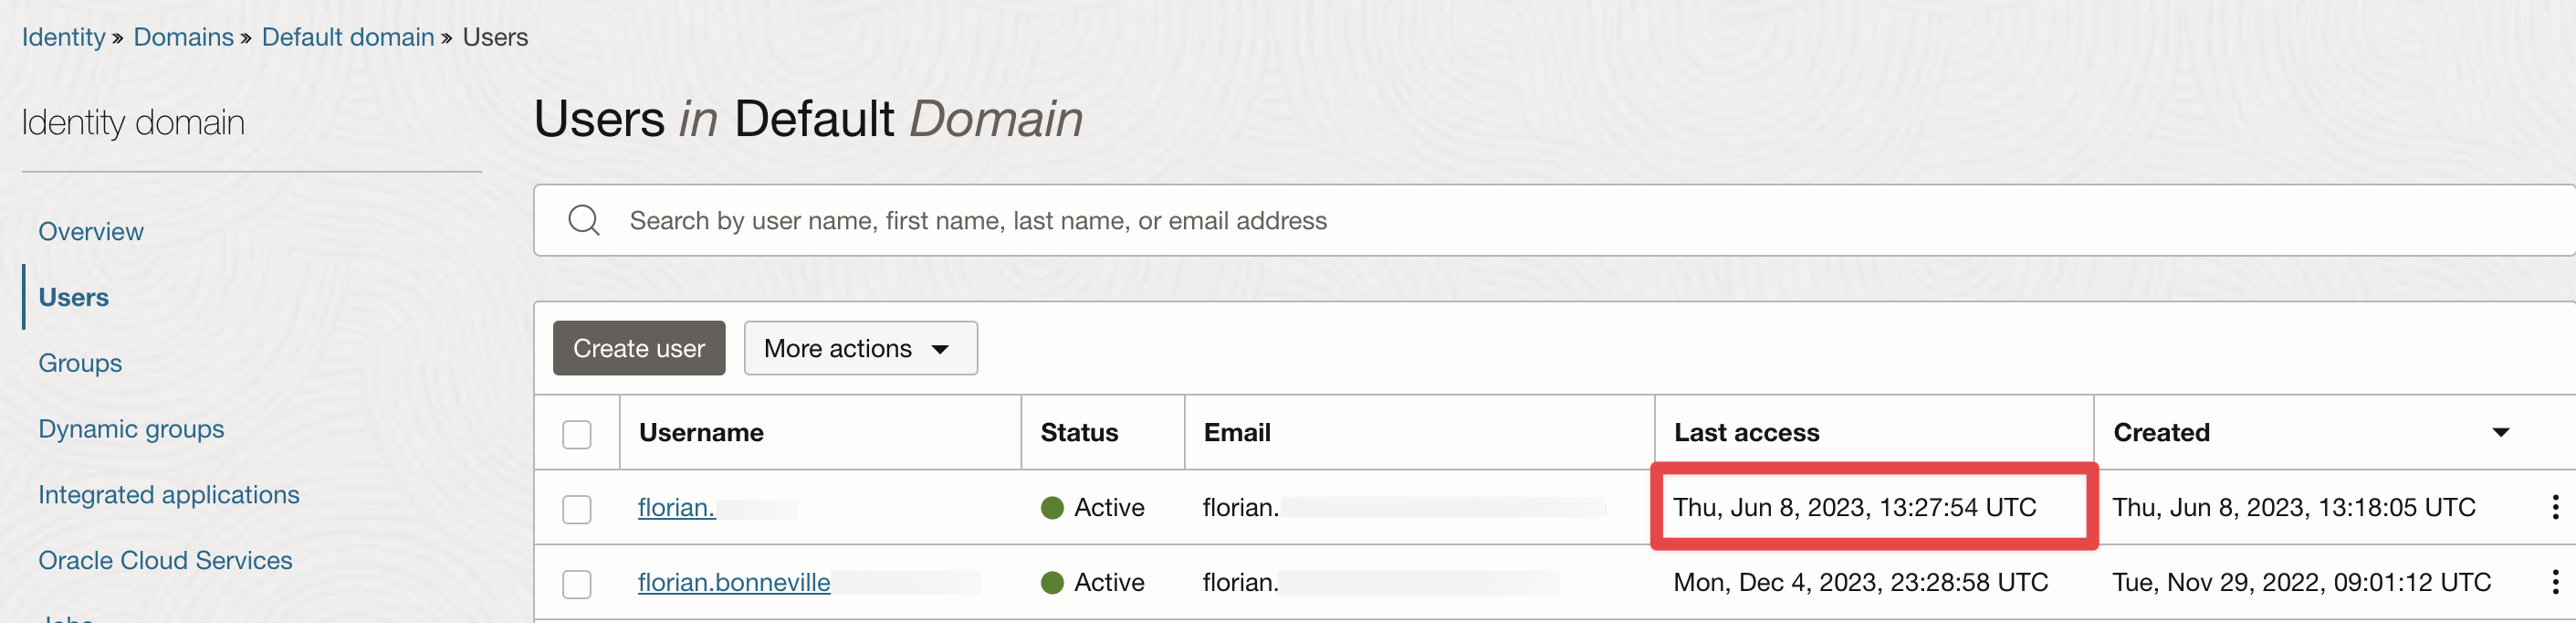 Identity » Domains » Default domain » Users
Identity domain
Overview
Users
Groups
Dynamic groups
Integrated applications
Oracle Cloud Services
Users in Default Domain
Search by user name, first name, last name, or email address
Create user More actions
Username Status Email Last access Created
florian. Active florian. Thu, Jun 8, 2023, 13:27:54 UTC Thu, Jun 8, 2023, 13:18:05 UTC
florian.bonneville Active florian. Mon, Dec 4, 2023, 23:28:58 UTC Tue, Nov 29, 2022, 09:01:12 UTC